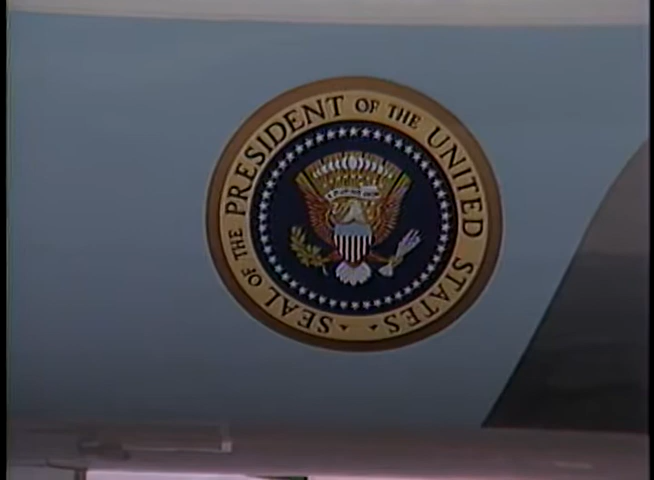 SEAL OF THE PRESIDENT OF THE UNITED STATES